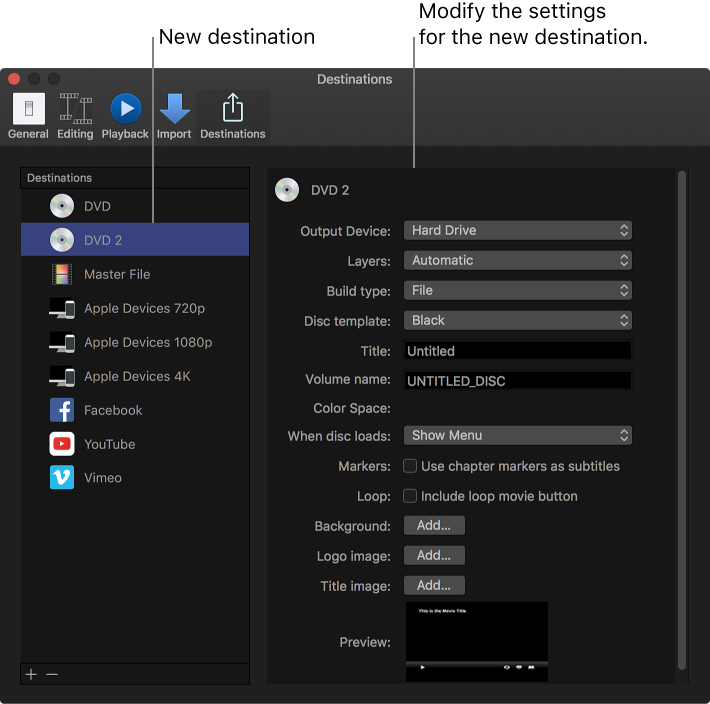 New destination
Modify the settings
for the new destination.
Destinations
General Editing Playback Import Destinations
Destinations
DVD
DVD 2
Master File
Apple Devices 720p
Apple Devices 1080p
Apple Devices 4K
Facebook
YouTube
Vimeo
DVD 2
Output Device: Hard Drive
Layers: Automatic
Build type: File
Disc template: Black
Title: Untitled
Volume name: UNTITLED_DISC
Color Space:
When disc loads: Show Menu
Markers: Use chapter markers as subtitles
Loop: Include loop movie button
Background: Add...
Logo image: Add...
Title image: Add...
Preview:
This is the Movie Title